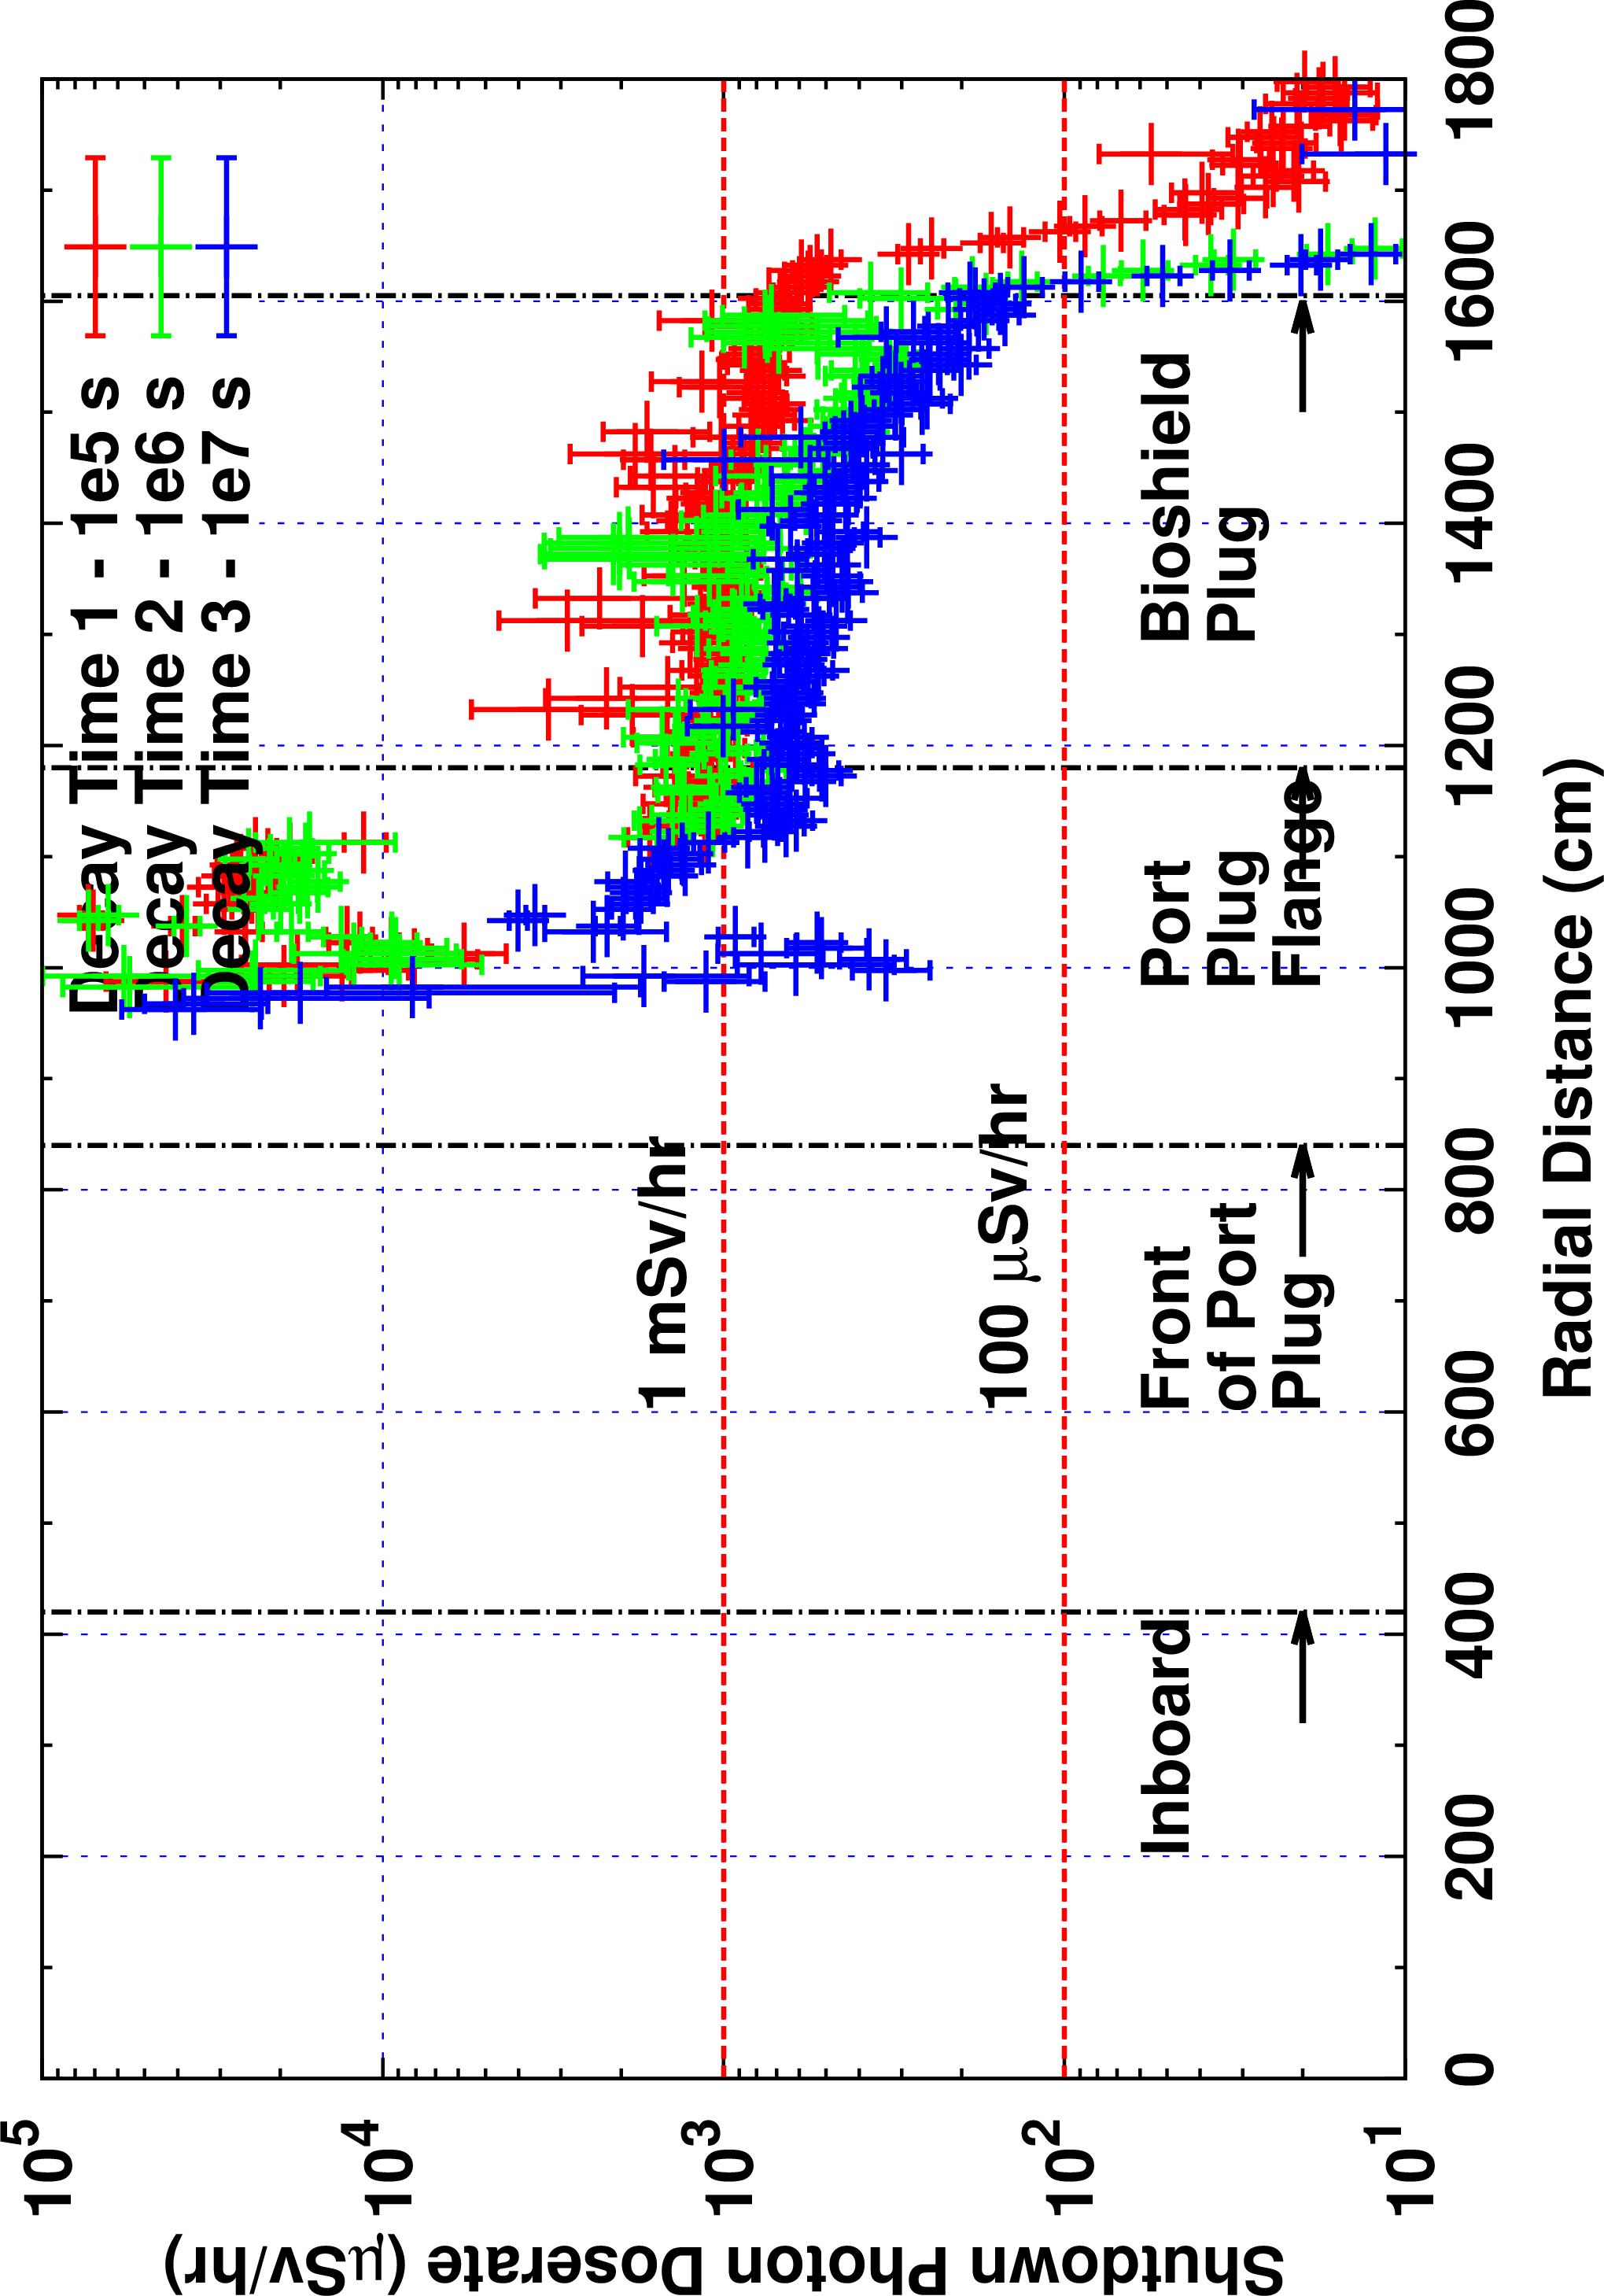 Decay Time 1 - 1e5 s
Decay Time 2 - 1e6 s
Decay Time 3 - 1e7 s
1 mSv/hr
100 μSv/hr
Inboard
Front
of Port
Plug
Port
Plug
Flange
Bioshield
Plug
10^5
10^4
10^3
10^2
10^1
Shutdown Photon Doserate (μSv/hr)
0 200 400 600 800 1000 1200 1400 1600 1800
Radial Distance (cm)